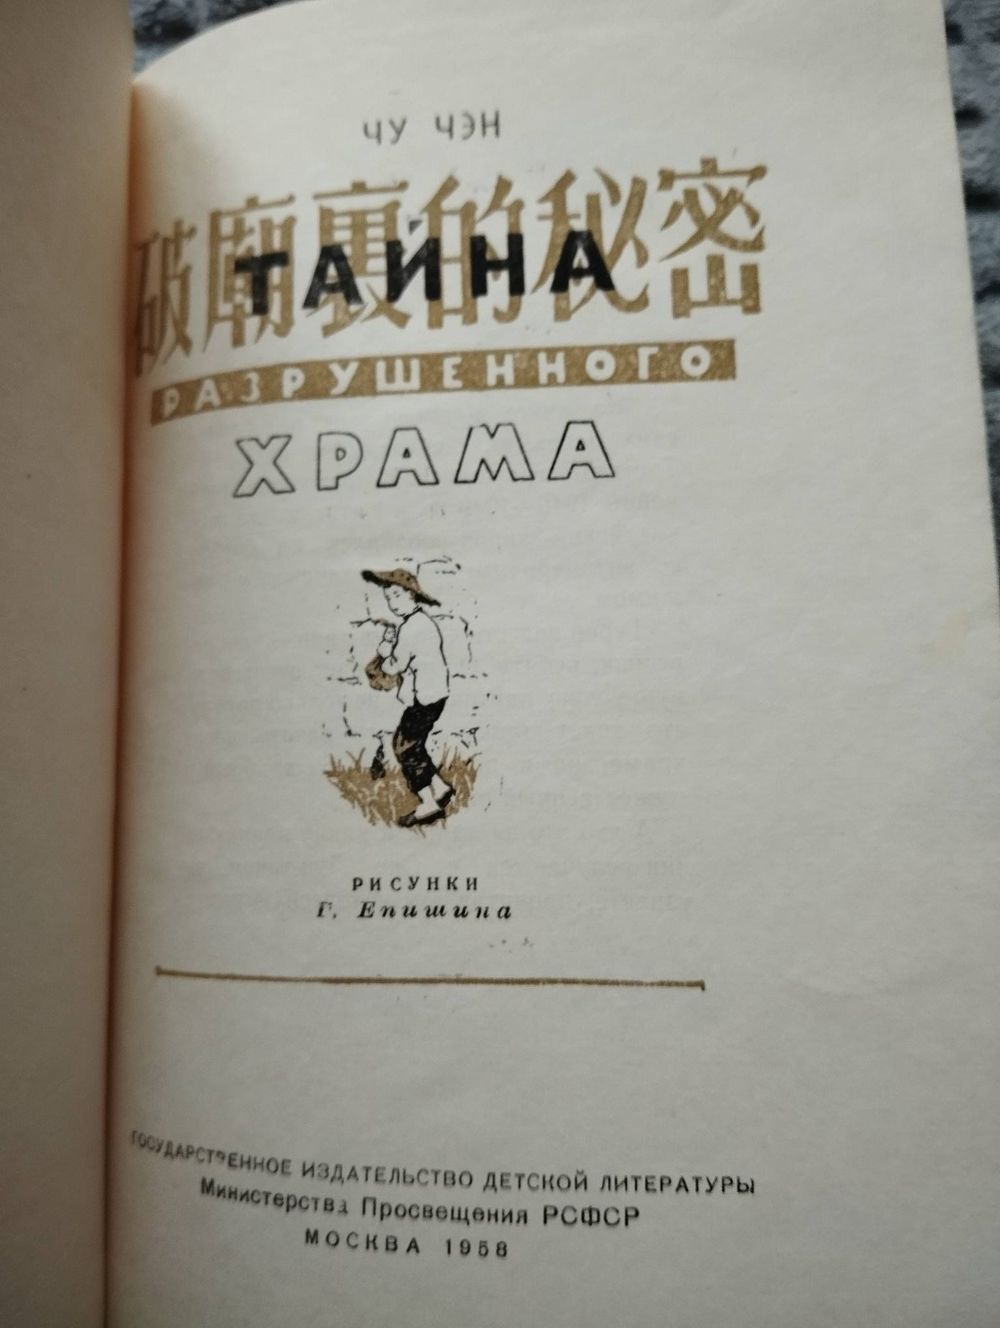 ЧУ ЧЭН
破廟裏的秘密
ТАЙНА
РАЗРУШЕННОГО
ХРАМА
РИСУНКИ
Г. Епишина
ГОСУДАРСТВЕННОЕ ИЗДАТЕЛЬСТВО ДЕТСКОЙ ЛИТЕРАТУРЫ
Министерства Просвещения РСФСР
МОСКВА 1958